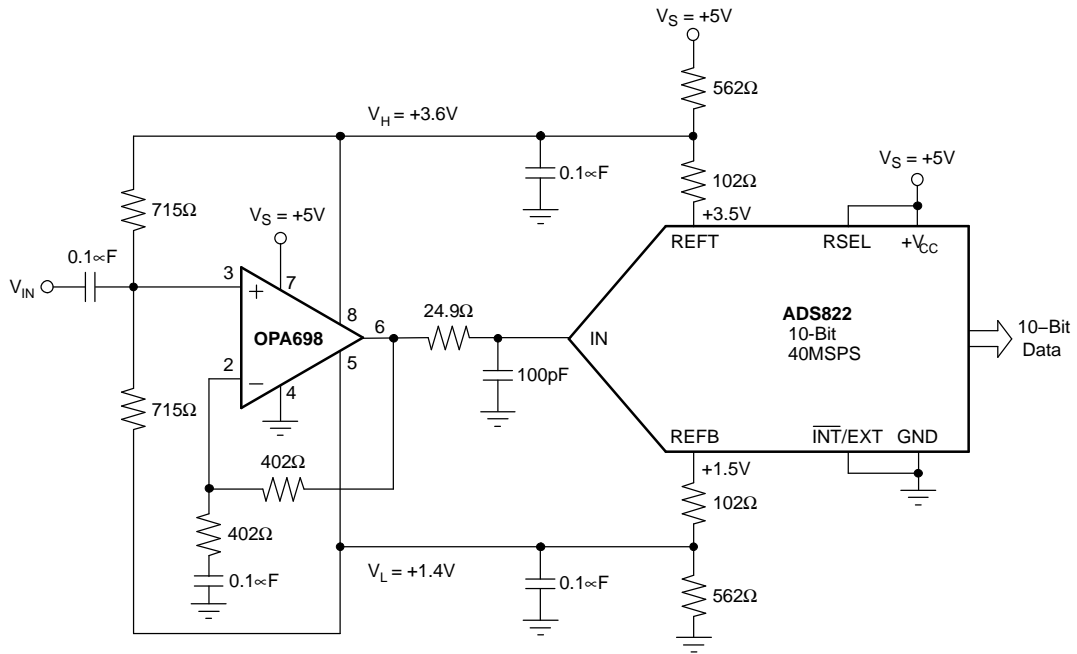 V_S = +5V
562Ω
V_H = +3.6V
0.1∝F
102Ω
V_S = +5V
+3.5V
715Ω
V_S = +5V
REFT
RSEL
+V_CC
0.1∝F
V_IN
3
7
+
8
OPA698
6
24.9Ω
IN
ADS822
10-Bit
40MSPS
10–Bit
Data
2
–
5
4
100pF
715Ω
REFB
INT/EXT
GND
402Ω
+1.5V
102Ω
402Ω
V_L = +1.4V
0.1∝F
0.1∝F
562Ω